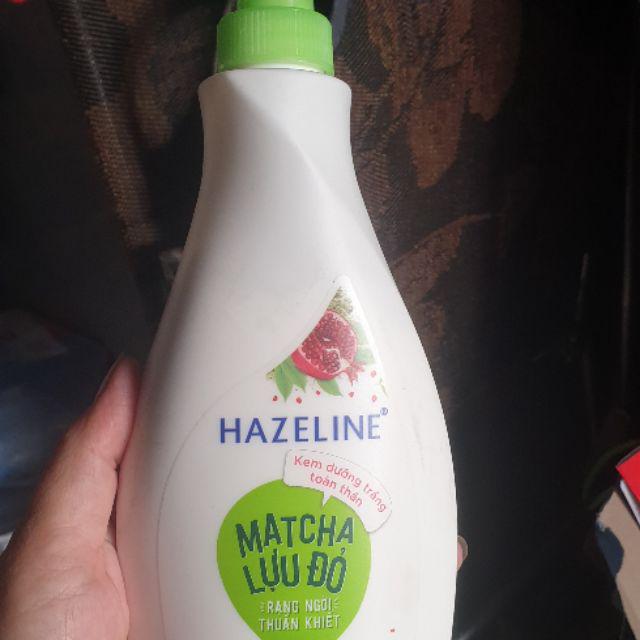 HAZELINE®
Kem dưỡng trắng
toàn thân
MATCHA
LỰU ĐỎ
RẠNG NGỜI
THUẦN KHIẾT